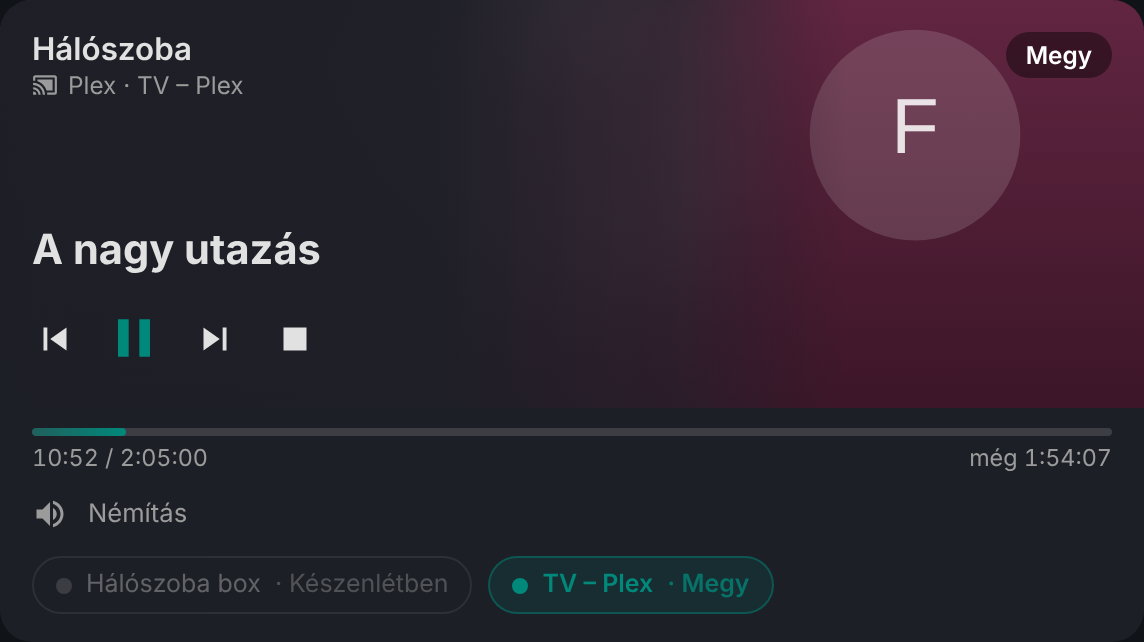 Hálószoba
Megy
Plex · TV – Plex
F
A nagy utazás
10:52 / 2:05:00
még 1:54:07
Némítás
Hálószoba box · Készenlétben
TV – Plex · Megy